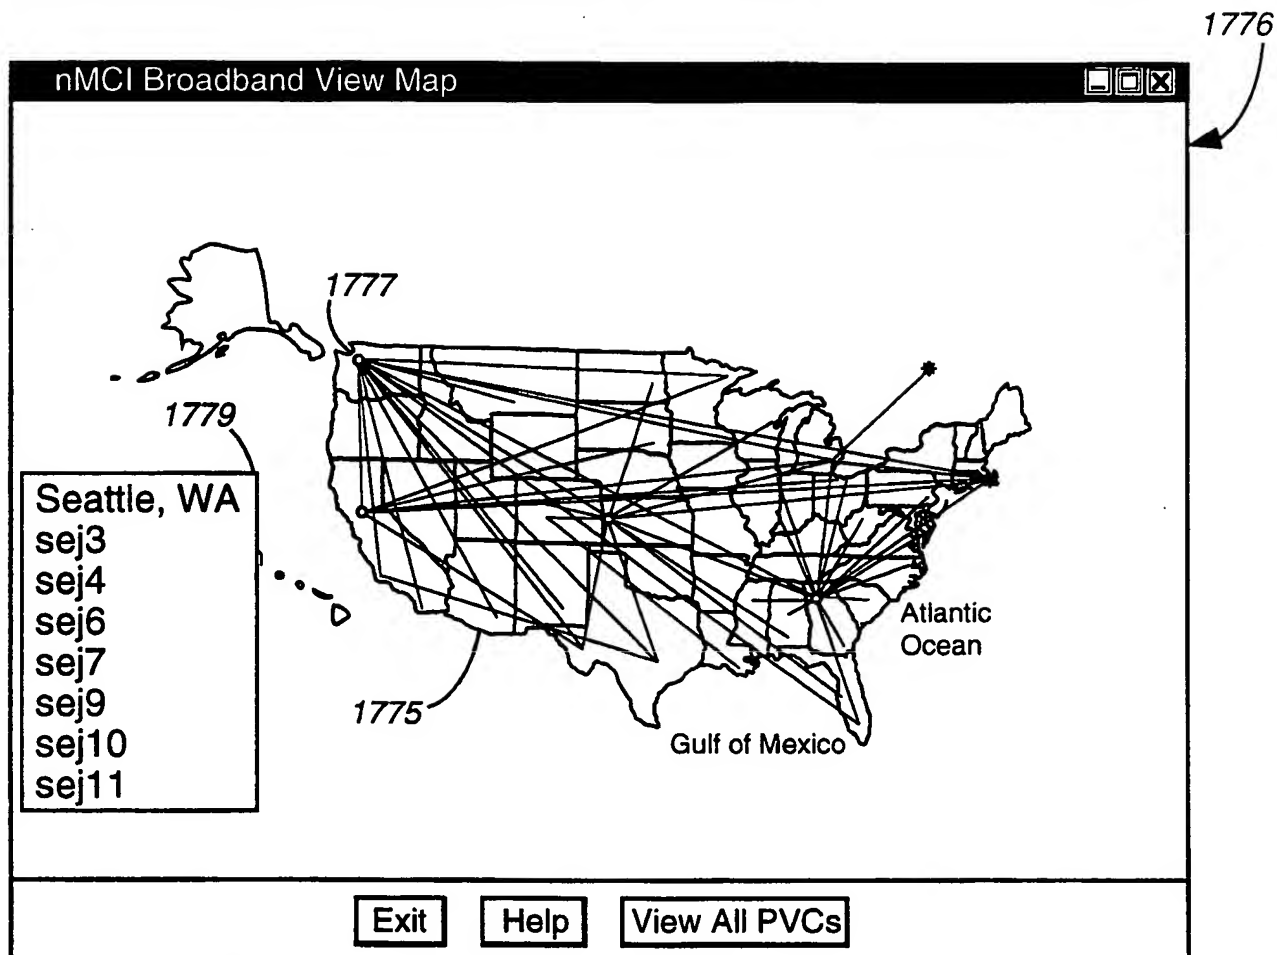 1776
nMCI Broadband View Map
1777
1779
Seattle, WA
sej3
sej4
sej6
sej7
sej9
sej10
sej11
Atlantic
Ocean
1775
Gulf of Mexico
Exit
Help
View All PVCs